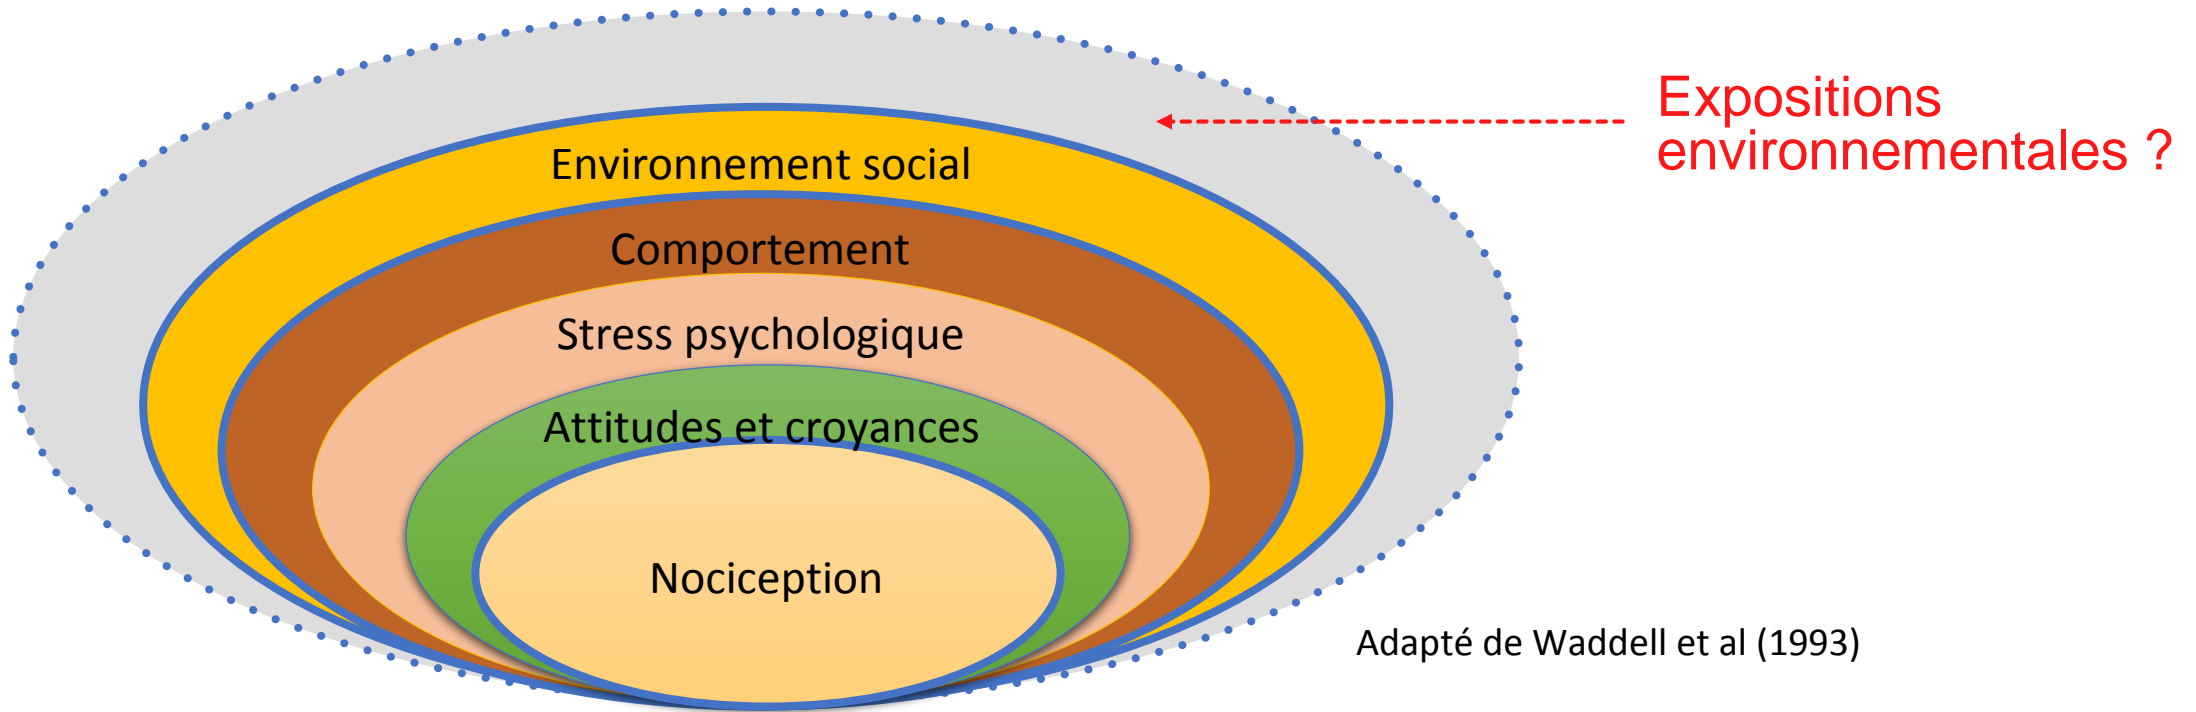 Expositions
environnementales ?
Environnement social
Comportement
Stress psychologique
Attitudes et croyances
Nociception
Adapté de Waddell et al (1993)